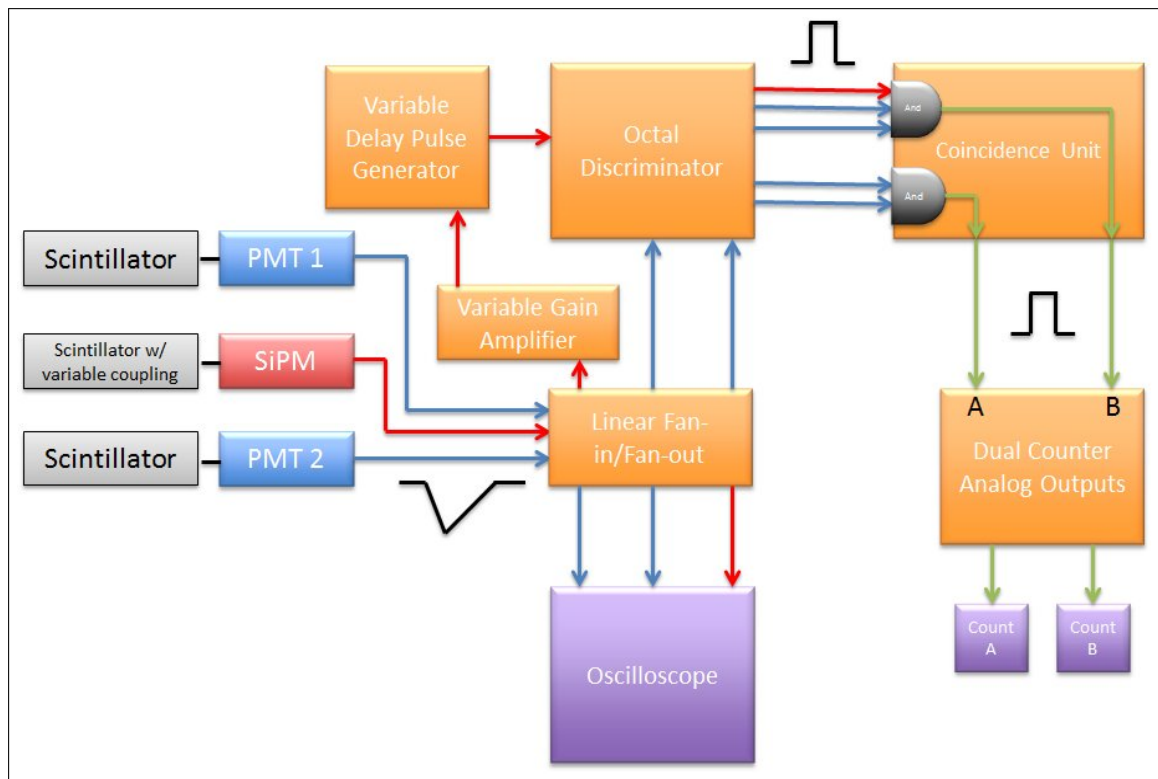 Variable
Delay Pulse
Generator
Octal
Discriminator
And
And
Coincidence Unit
Scintillator
PMT 1
Variable Gain
Amplifier
Scintillator w/
variable coupling
SiPM
Scintillator
PMT 2
Linear Fan-
in/Fan-out
A
B
Dual Counter
Analog Outputs
Count
A
Count
B
Oscilloscope